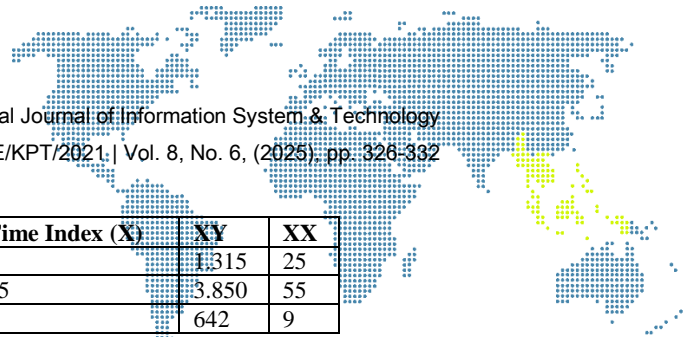 al Journal of Information System & Technology
E/KPT/2021 | Vol. 8, No. 6, (2025), pp. 326-332
Time Index (X) XY XX
1.315 25
5 3.850 55
642 9